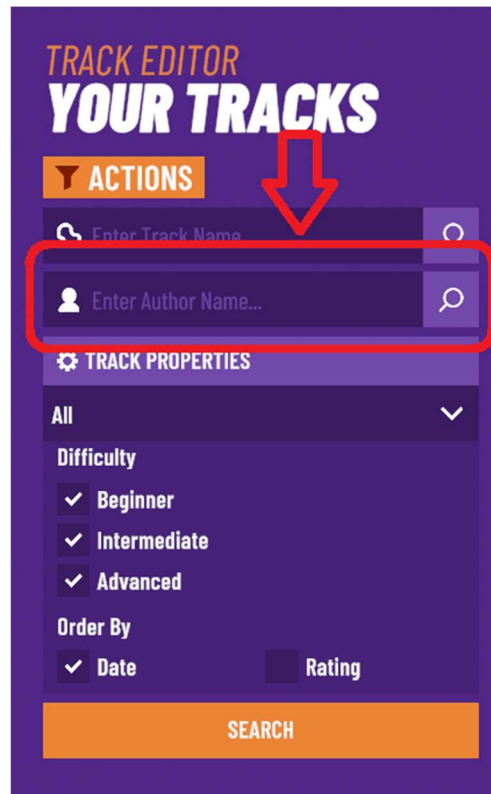 TRACK EDITOR
YOUR TRACKS
ACTIONS
Enter Track Name
Enter Author Name...
TRACK PROPERTIES
All
Difficulty
Beginner
Intermediate
Advanced
Order By
Date Rating
SEARCH